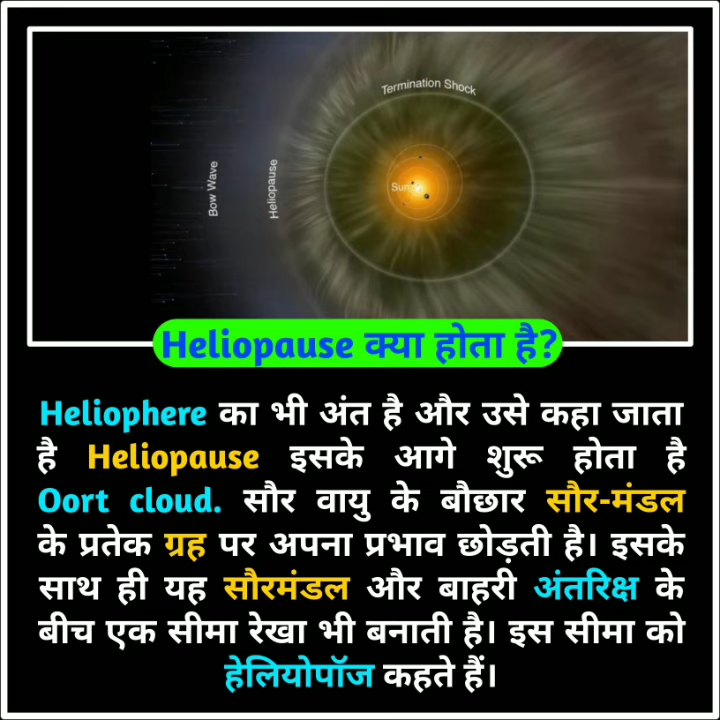 Termination Shock
Bow Wave
Heliopause
Sun
Heliopause क्या होता है?
Heliophere का भी अंत है और उसे कहा जाता
है Heliopause इसके आगे शुरू होता है
Oort cloud. सौर वायु के बौछार सौर-मंडल
के प्रतेक ग्रह पर अपना प्रभाव छोड़ती है। इसके
साथ ही यह सौरमंडल और बाहरी अंतरिक्ष के
बीच एक सीमा रेखा भी बनाती है। इस सीमा को
हेलियोपॉज कहते हैं।